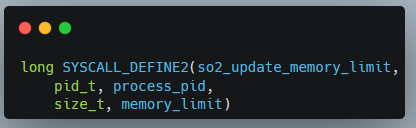 long SYSCALL_DEFINE2(so2_update_memory_limit,
pid_t, process_pid,
size_t, memory_limit)